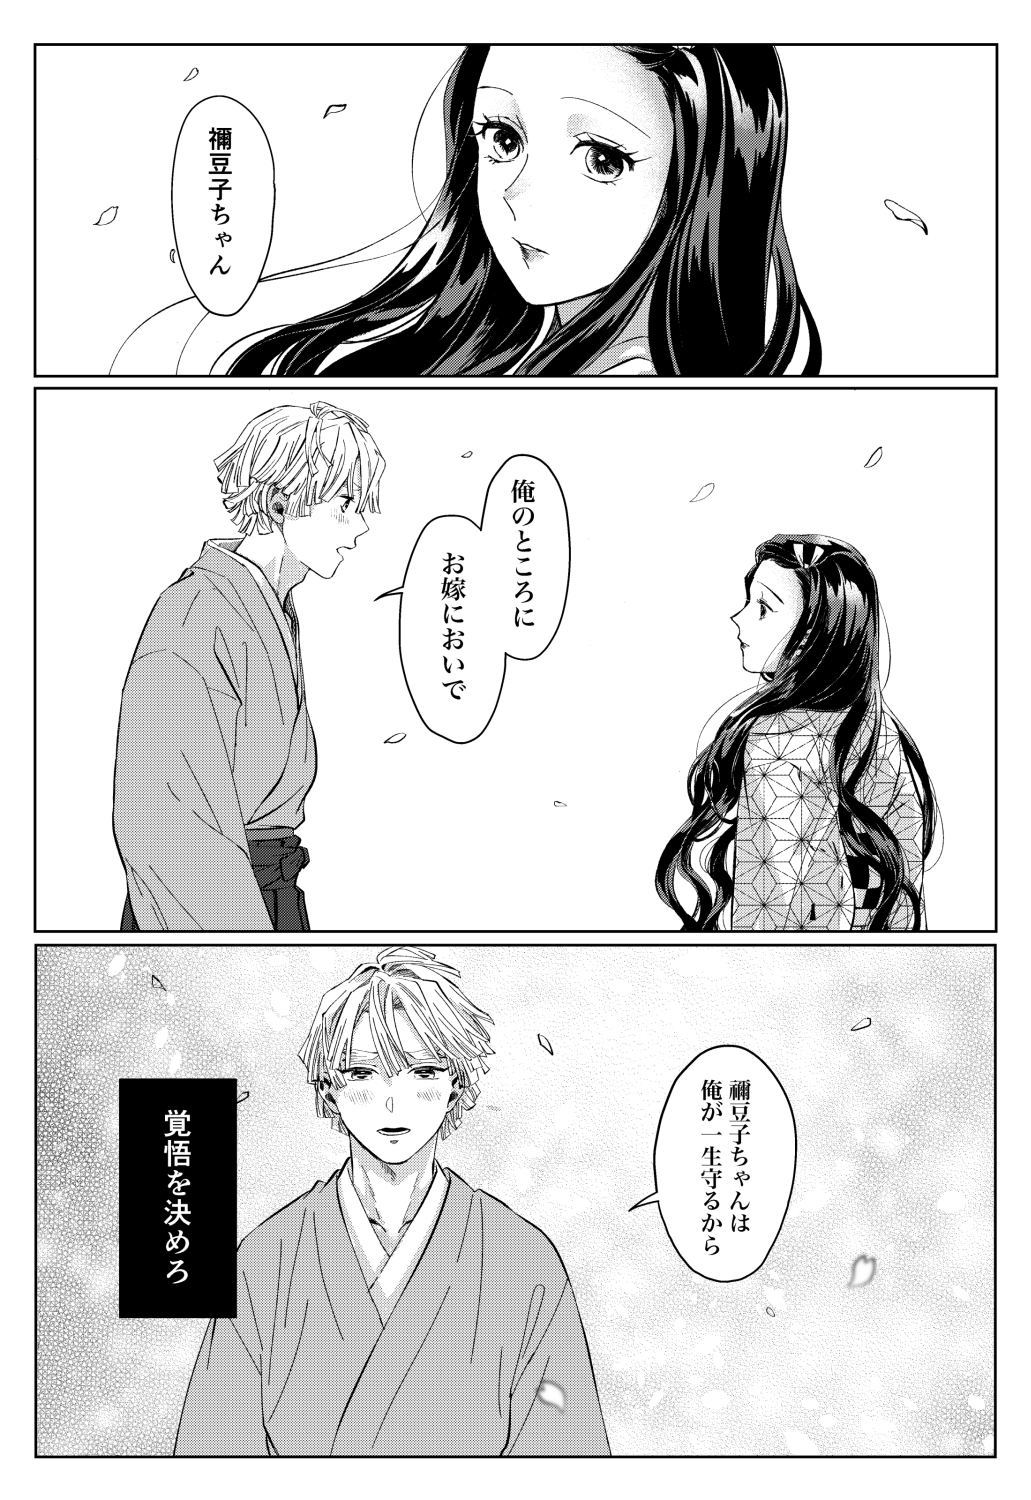 禰豆子ちゃん
俺のところに
お嫁においで
禰豆子ちゃんは
俺が一生守るから
覚悟を決めろ